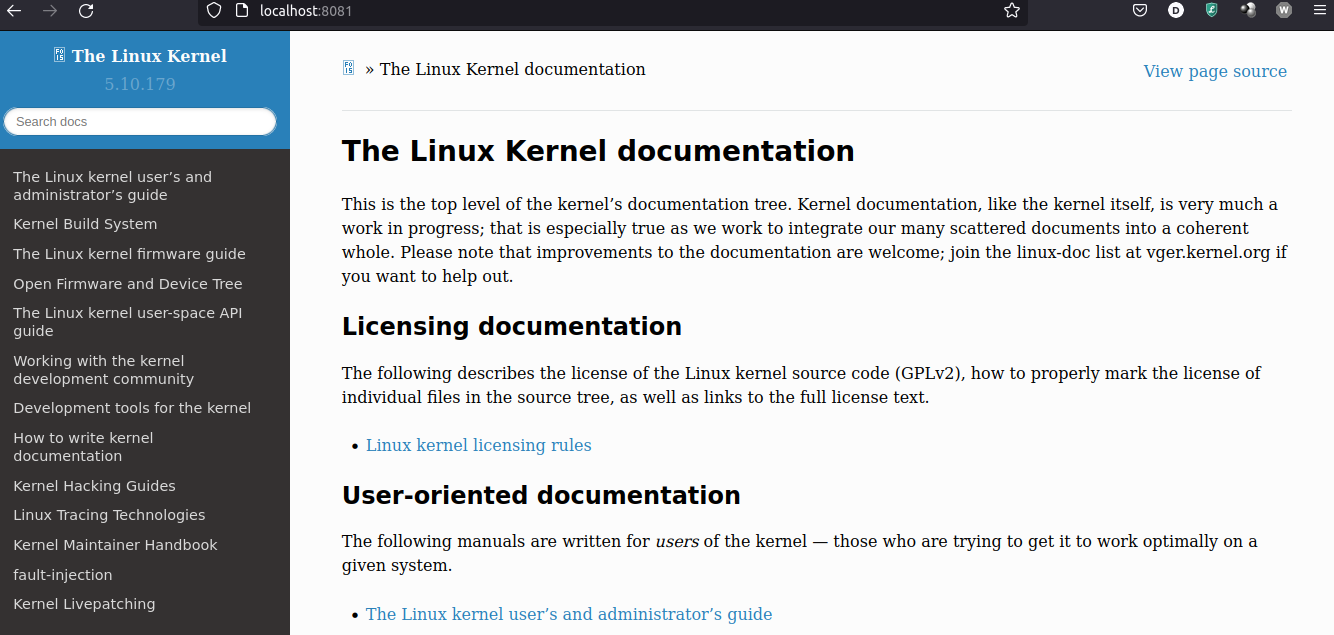 localhost:8081
D
W
The Linux Kernel
5.10.179
Search docs
The Linux kernel user’s and
administrator’s guide
Kernel Build System
The Linux kernel firmware guide
Open Firmware and Device Tree
The Linux kernel user-space API
guide
Working with the kernel
development community
Development tools for the kernel
How to write kernel
documentation
Kernel Hacking Guides
Linux Tracing Technologies
Kernel Maintainer Handbook
fault-injection
Kernel Livepatching
» The Linux Kernel documentation
View page source
The Linux Kernel documentation
This is the top level of the kernel’s documentation tree. Kernel documentation, like the kernel itself, is very much a
work in progress; that is especially true as we work to integrate our many scattered documents into a coherent
whole. Please note that improvements to the documentation are welcome; join the linux-doc list at vger.kernel.org if
you want to help out.
Licensing documentation
The following describes the license of the Linux kernel source code (GPLv2), how to properly mark the license of
individual files in the source tree, as well as links to the full license text.
• Linux kernel licensing rules
User-oriented documentation
The following manuals are written for users of the kernel — those who are trying to get it to work optimally on a
given system.
• The Linux kernel user’s and administrator’s guide